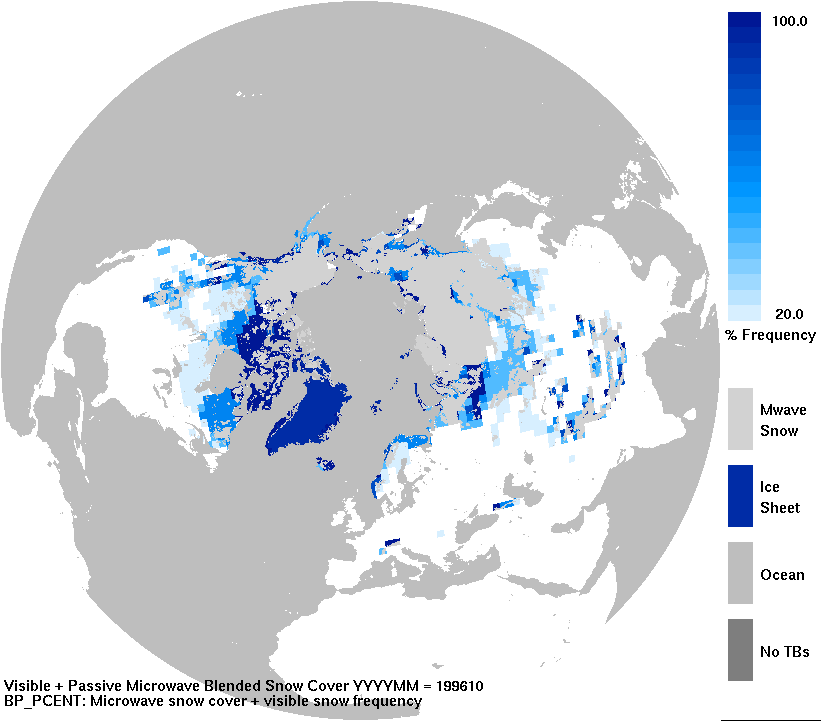 100.0
20.0
% Frequency
Mwave
Snow
Ice
Sheet
Ocean
No TBs
Visible + Passive Microwave Blended Snow Cover YYYYMM = 199610
BP_PCENT: Microwave snow cover + visible snow frequency